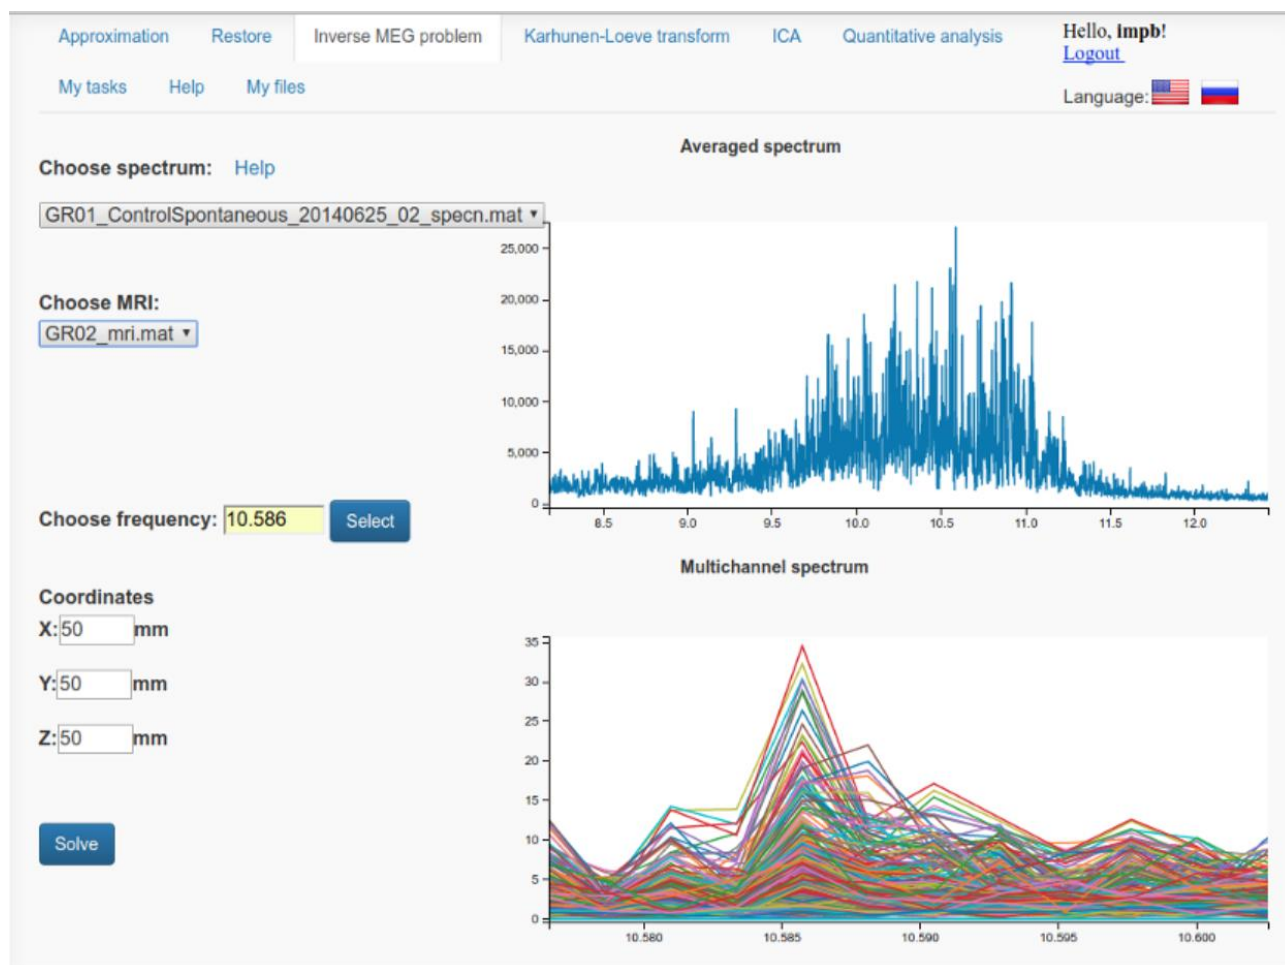 Approximation Restore Inverse MEG problem Karhunen-Loeve transform ICA Quantitative analysis
Hello, impb!
Logout
My tasks Help My files
Language:
Choose spectrum: Help
GR01_ControlSpontaneous_20140625_02_specn.mat
Choose MRI:
GR02_mri.mat
Choose frequency: 10.586 Select
Coordinates
X: 50 mm
Y: 50 mm
Z: 50 mm
Solve
Averaged spectrum
25,000
20,000
15,000
10,000
5,000
0
8.5 9.0 9.5 10.0 10.5 11.0 11.5 12.0
Multichannel spectrum
35
30
25
20
15
10
5
0
10.580 10.585 10.590 10.595 10.600